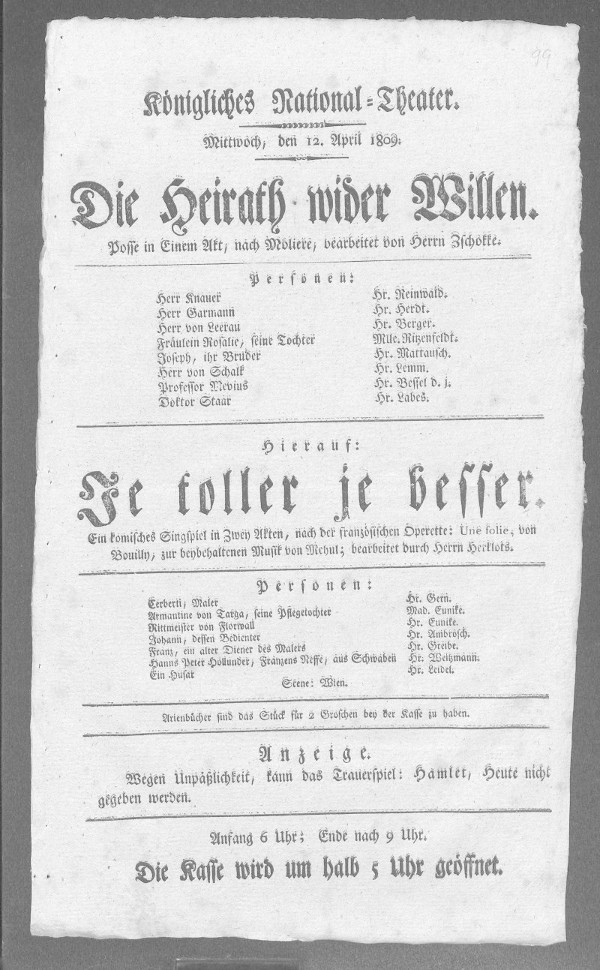 99
Königliches National-Theater.
Mittwoch, den 12. April 1809:
Die Heirath wider Willen.
Posse in Einem Akt, nach Moliere, bearbeitet von Herrn Zschokke.
Personen:
Herr Knauer Hr. Reinwald.
Herr Garmann Hr. Herdt.
Herr von Leerau Hr. Berger.
Fräulein Rosalie, seine Tochter Mlle. Ritzenfeldt.
Joseph, ihr Bruder Hr. Mattausch.
Herr von Schalk Hr. Lemm.
Professor Mevius Hr. Bessel d. j.
Doktor Staar Hr. Labes.
Hierauf:
Je toller je besser.
Ein komisches Singspiel in Zwey Akten, nach der französischen Operette: Une folie, von
Bouilly, zur beybehaltenen Musik von Mehul; bearbeitet durch Herrn Herklots.
Personen:
Cerberti, Maler Hr. Gern.
Armantine von Targa, seine Pflegetochter Mad. Eunike.
Rittmeister von Florwall Hr. Eunike.
Johann, dessen Bedienter Hr. Ambrosch.
Franz, ein alter Diener des Malers Hr. Greibe.
Hanns Peter Hollunder, Franzens Neffe, aus Schwaben Hr. Weitzmann.
Ein Husar Hr. Leidel.
Scene: Wien.
Arienbücher sind das Stück für 2 Groschen bey der Kasse zu haben.
Anzeige.
Wegen Unpäßlichkeit, kann das Trauerspiel: Hamlet, Heute nicht
gegeben werden.
Anfang 6 Uhr; Ende nach 9 Uhr.
Die Kasse wird um halb 5 Uhr geöffnet.